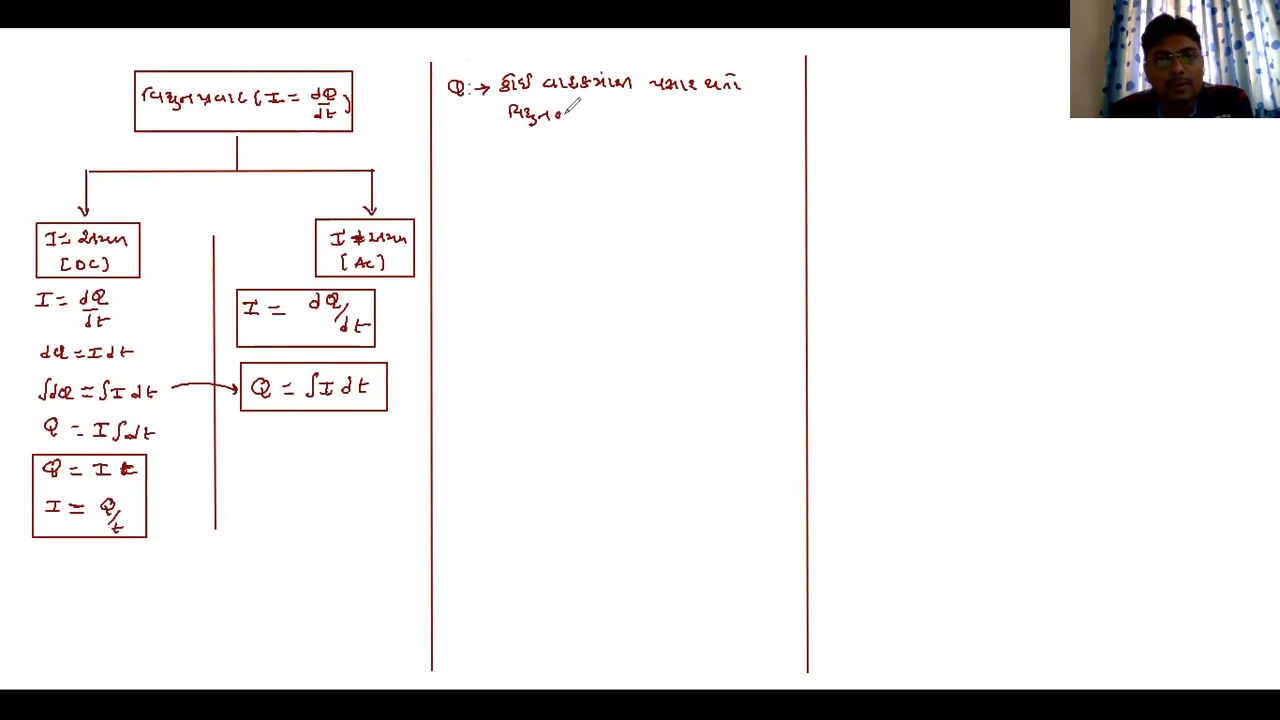 વિદ્યુતપ્રવાહ ( I = dQ/dt )
I = અચળ
[DC]
I = dQ/dt
dQ = I dt
∫dQ = ∫I dt
Q = I ∫dt
Q = I t
I = Q/t
I ≠ અચળ
[AC]
I = dQ/dt
Q = ∫I dt
Q:→ કોઈ વાહકમાંથી પસાર થતો
વિદ્યુત